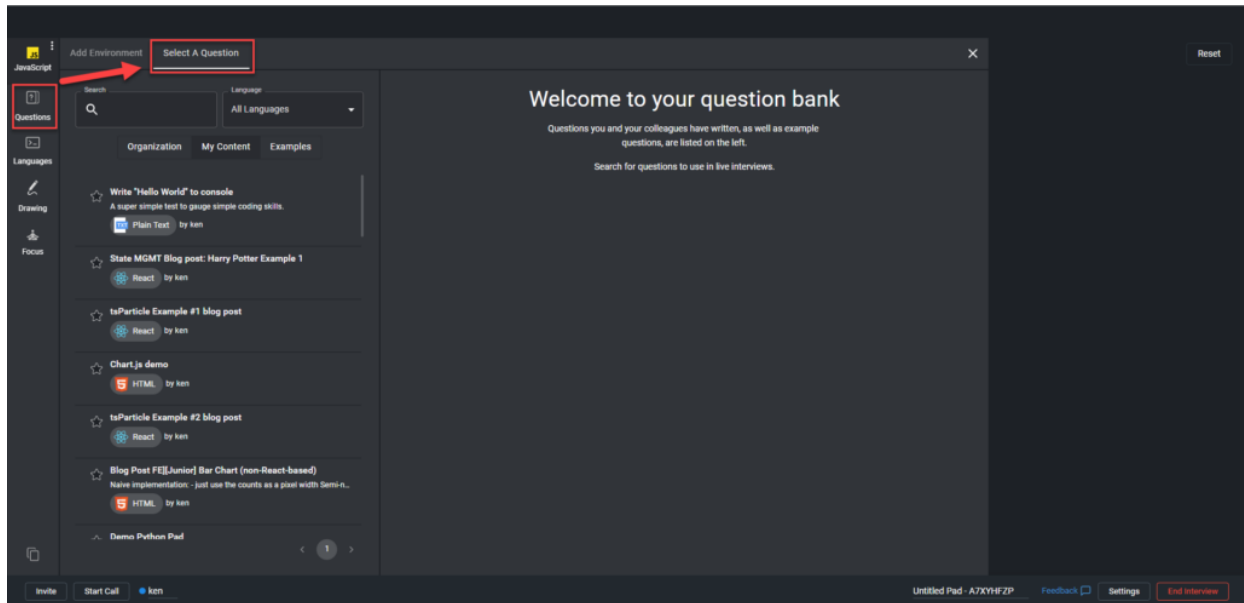 JS
JavaScript
Add Environment
Select A Question
Reset
Questions
Languages
Drawing
Focus
Search
Language
All Languages
Organization
My Content
Examples
Write "Hello World" to console
A super simple test to gauge simple coding skills.
TXT
Plain Text
by ken
State MGMT Blog post: Harry Potter Example 1
React
by ken
tsParticle Example #1 blog post
React
by ken
Chart.js demo
HTML
by ken
tsParticle Example #2 blog post
React
by ken
Blog Post FE][Junior] Bar Chart (non-React-based)
Naive implementation: - just use the counts as a pixel width Semi-n...
HTML
by ken
Demo Python Pad
1
Welcome to your question bank
Questions you and your colleagues have written, as well as example
questions, are listed on the left.
Search for questions to use in live interviews.
Invite
Start Call
ken
Untitled Pad - A7XYHFZP
Feedback
Settings
End Interview